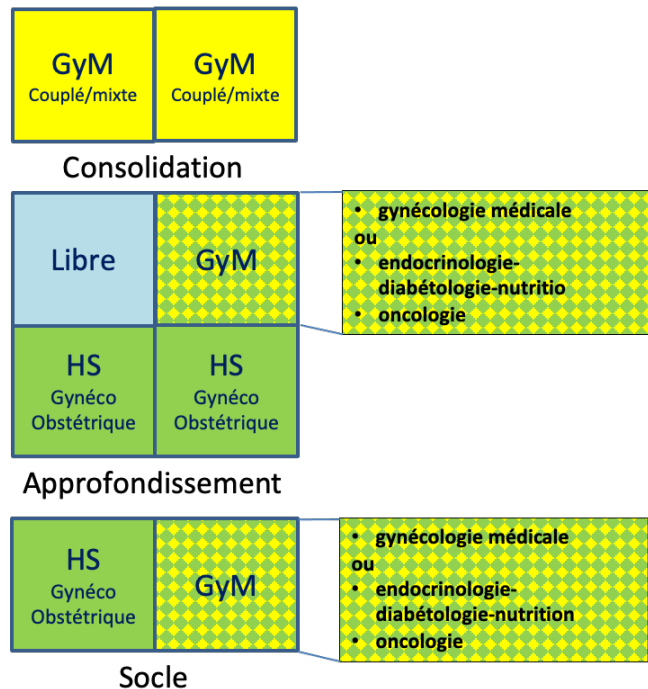 GyM
Couplé/mixte
GyM
Couplé/mixte
Consolidation
Libre
GyM
• gynécologie médicale
ou
• endocrinologie-
diabétologie-nutritio
• oncologie
HS
Gynéco
Obstétrique
HS
Gynéco
Obstétrique
Approfondissement
HS
Gynéco
Obstétrique
GyM
• gynécologie médicale
ou
• endocrinologie-
diabétologie-nutrition
• oncologie
Socle